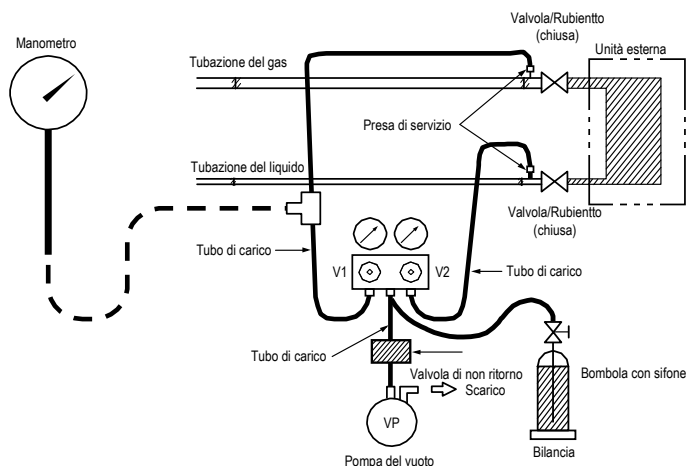 Manometro
Valvola/Rubientto
(chiusa)
Unità esterna
Tubazione del gas
Presa di servizio
Tubazione del liquido
Valvola/Rubientto
(chiusa)
Tubo di carico
V1
V2
Tubo di carico
Tubo di carico
Valvola di non ritorno
Scarico
Bombola con sifone
VP
Bilancia
Pompa del vuoto